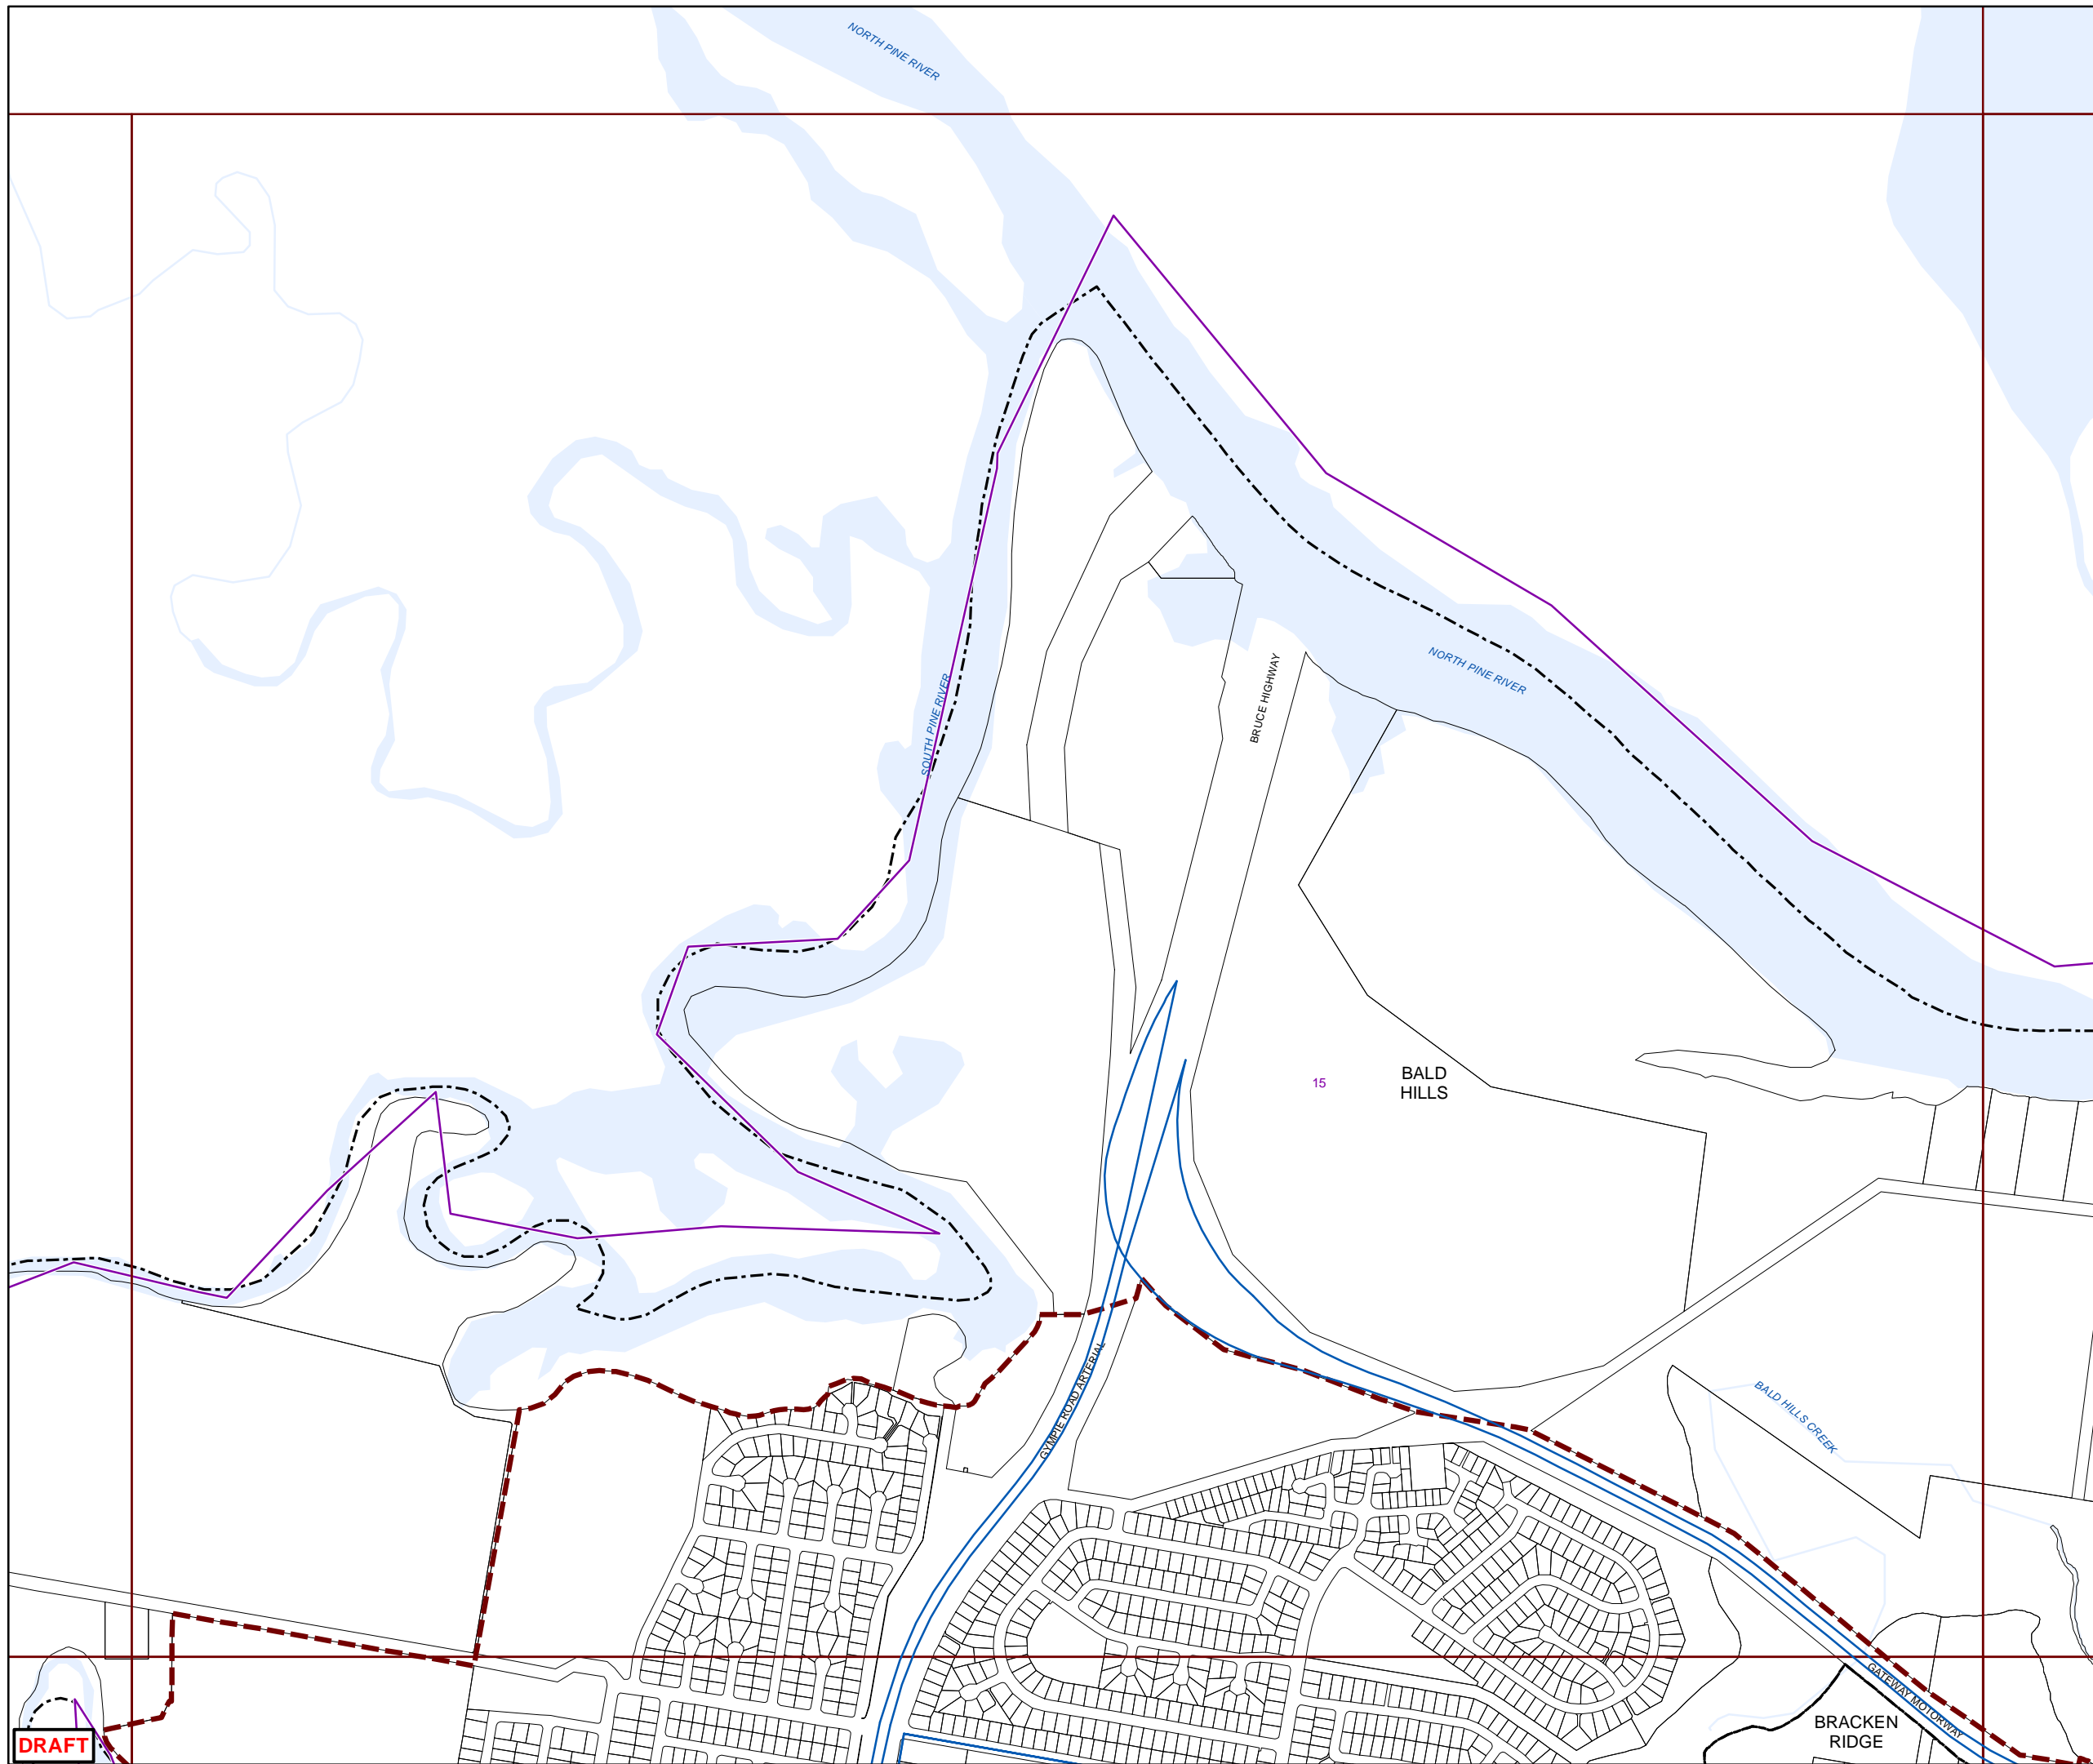 NORTH PINE RIVER
SOUTH PINE RIVER
BRUCE HIGHWAY
NORTH PINE RIVER
15
BALD
HILLS
GYMPIE ROAD ARTERIAL
BALD HILLS CREEK
GATEWAY MOTORWAY
BRACKEN
RIDGE
DRAFT